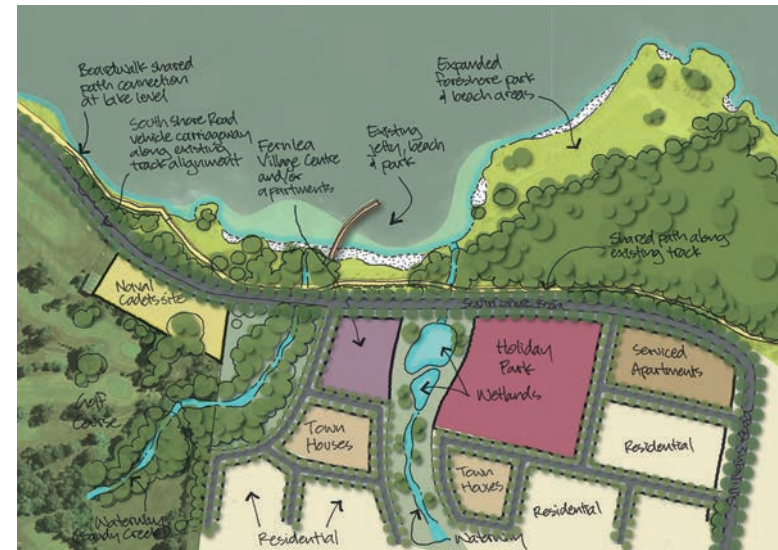 Boardwalk shared
path connection
at lake level
South Shore Road
vehicle carriageway
along existing
track alignment
Fernlea
Village Centre
and/or
apartments
Existing
jetty, beach
& park
Expanded
foreshore park
& beach areas
Shared path along
existing track
Naval
Cadets site
South Shore Road
Golf
Course
Holiday
Park
Wetlands
Serviced
Apartments
Town
Houses
Town
Houses
Residential
Residential
Waterway
(Sandy Creek)
Residential
Waterway
Road